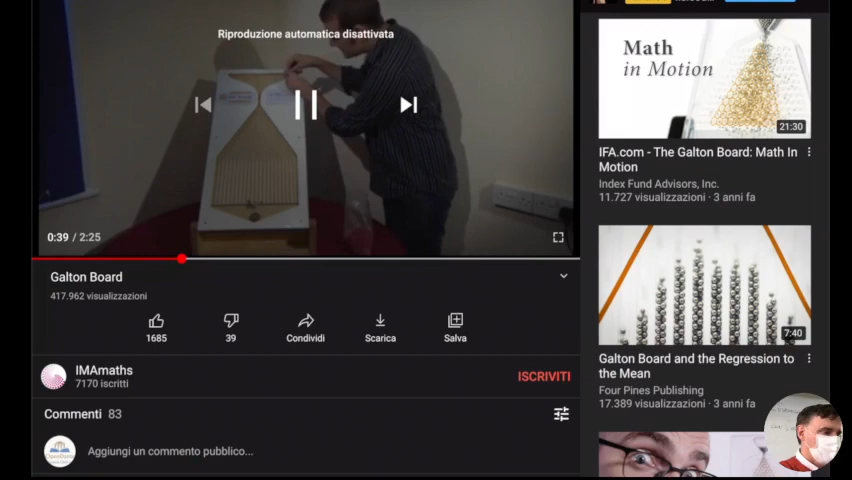 Riproduzione automatica disattivata
0:39 / 2:25
Galton Board
417.962 visualizzazioni
1685
39
Condividi
Scarica
Salva
IMAmaths
7170 iscritti
ISCRIVITI
Commenti 83
Aggiungi un commento pubblico...
Math
in Motion
21:30
IFA.com - The Galton Board: Math In
Motion
Index Fund Advisors, Inc.
11.727 visualizzazioni · 3 anni fa
7:40
Galton Board and the Regression to
the Mean
Four Pines Publishing
17.389 visualizzazioni · 3 anni fa